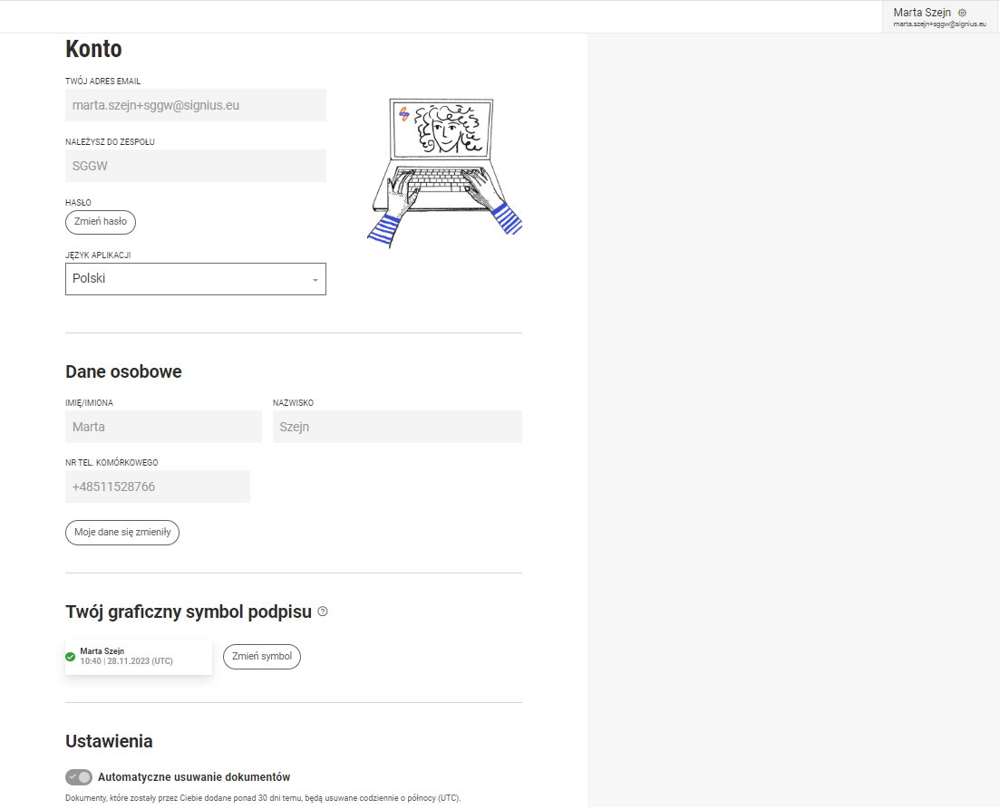 Marta Szejn
marta.szejn+sggw@signius.eu
Konto
TWÓJ ADRES EMAIL
marta.szejn+sggw@signius.eu
NALEŻYSZ DO ZESPOŁU
SGGW
HASŁO
Zmień hasło
JĘZYK APLIKACJI
Polski
Dane osobowe
IMIĘ/IMIONA
NAZWISKO
Marta
Szejn
NR TEL. KOMÓRKOWEGO
+48511528766
Moje dane się zmieniły
Twój graficzny symbol podpisu
Marta Szejn
10:40 | 28.11.2023 (UTC)
Zmień symbol
Ustawienia
Automatyczne usuwanie dokumentów
Dokumenty, które zostały przez Ciebie dodane ponad 30 dni temu, będą usuwane codziennie o północy (UTC).